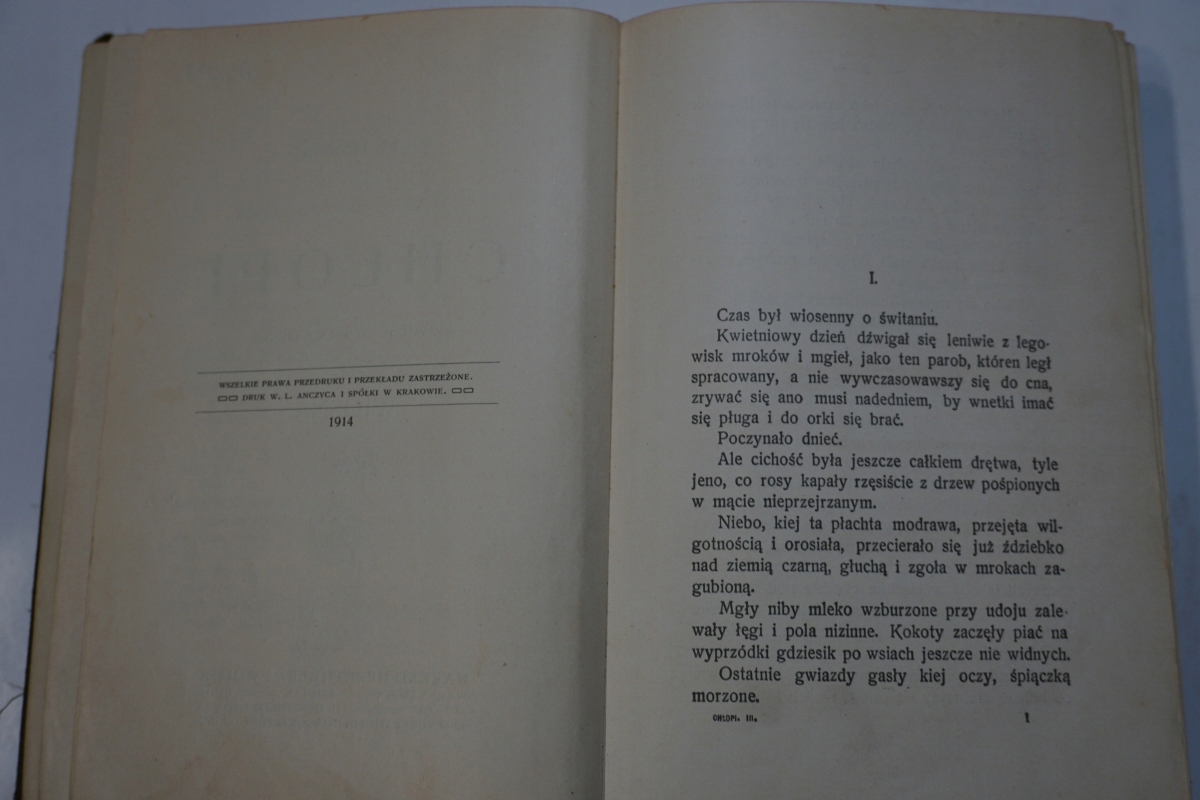 WSZELKIE PRAWA PRZEDRUKU I PRZEKŁADU ZASTRZEŻONE.
DRUK W. L. ANCZYCA I SPÓŁKI W KRAKOWIE.
1914
I.
Czas był wiosenny o świtaniu.
Kwietniowy dzień dźwigał się leniwie z lego-
wisk mroków i mgieł, jako ten parob, któren legł
spracowany, a nie wywczasowawszy się do cna,
zrywać się ano musi nadedniem, by wnetki imać
się pługa i do orki się brać.
Poczynało dnieć.
Ale cichość była jeszcze całkiem drętwa, tyle
jeno, co rosy kapały rzęsiście z drzew pośpionych
w mącie nieprzejrzanym.
Niebo, kiej ta płachta modrawa, przejęta wil-
gotnością i orosiała, przecierało się już ździebko
nad ziemią czarną, głuchą i zgoła w mrokach za-
gubioną.
Mgły niby mleko wzburzone przy udoju zale-
wały łęgi i pola nizinne. Kokoty zaczęły piać na
wyprzódki gdziesik po wsiach jeszcze nie widnych.
Ostatnie gwiazdy gasły kiej oczy, śpiączką
morzone.
CHŁOPI. III. 1